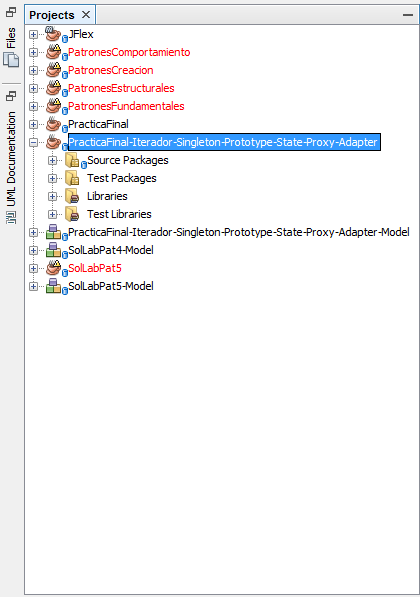 Projects
Files
UML Documentation
JFlex
PatronesComportamiento
PatronesCreacion
PatronesEstructurales
PatronesFundamentales
PracticaFinal
PracticaFinal-Iterador-Singleton-Prototype-State-Proxy-Adapter
Source Packages
Test Packages
Libraries
Test Libraries
PracticaFinal-Iterador-Singleton-Prototype-State-Proxy-Adapter-Model
SolLabPat4-Model
SolLabPat5
SolLabPat5-Model